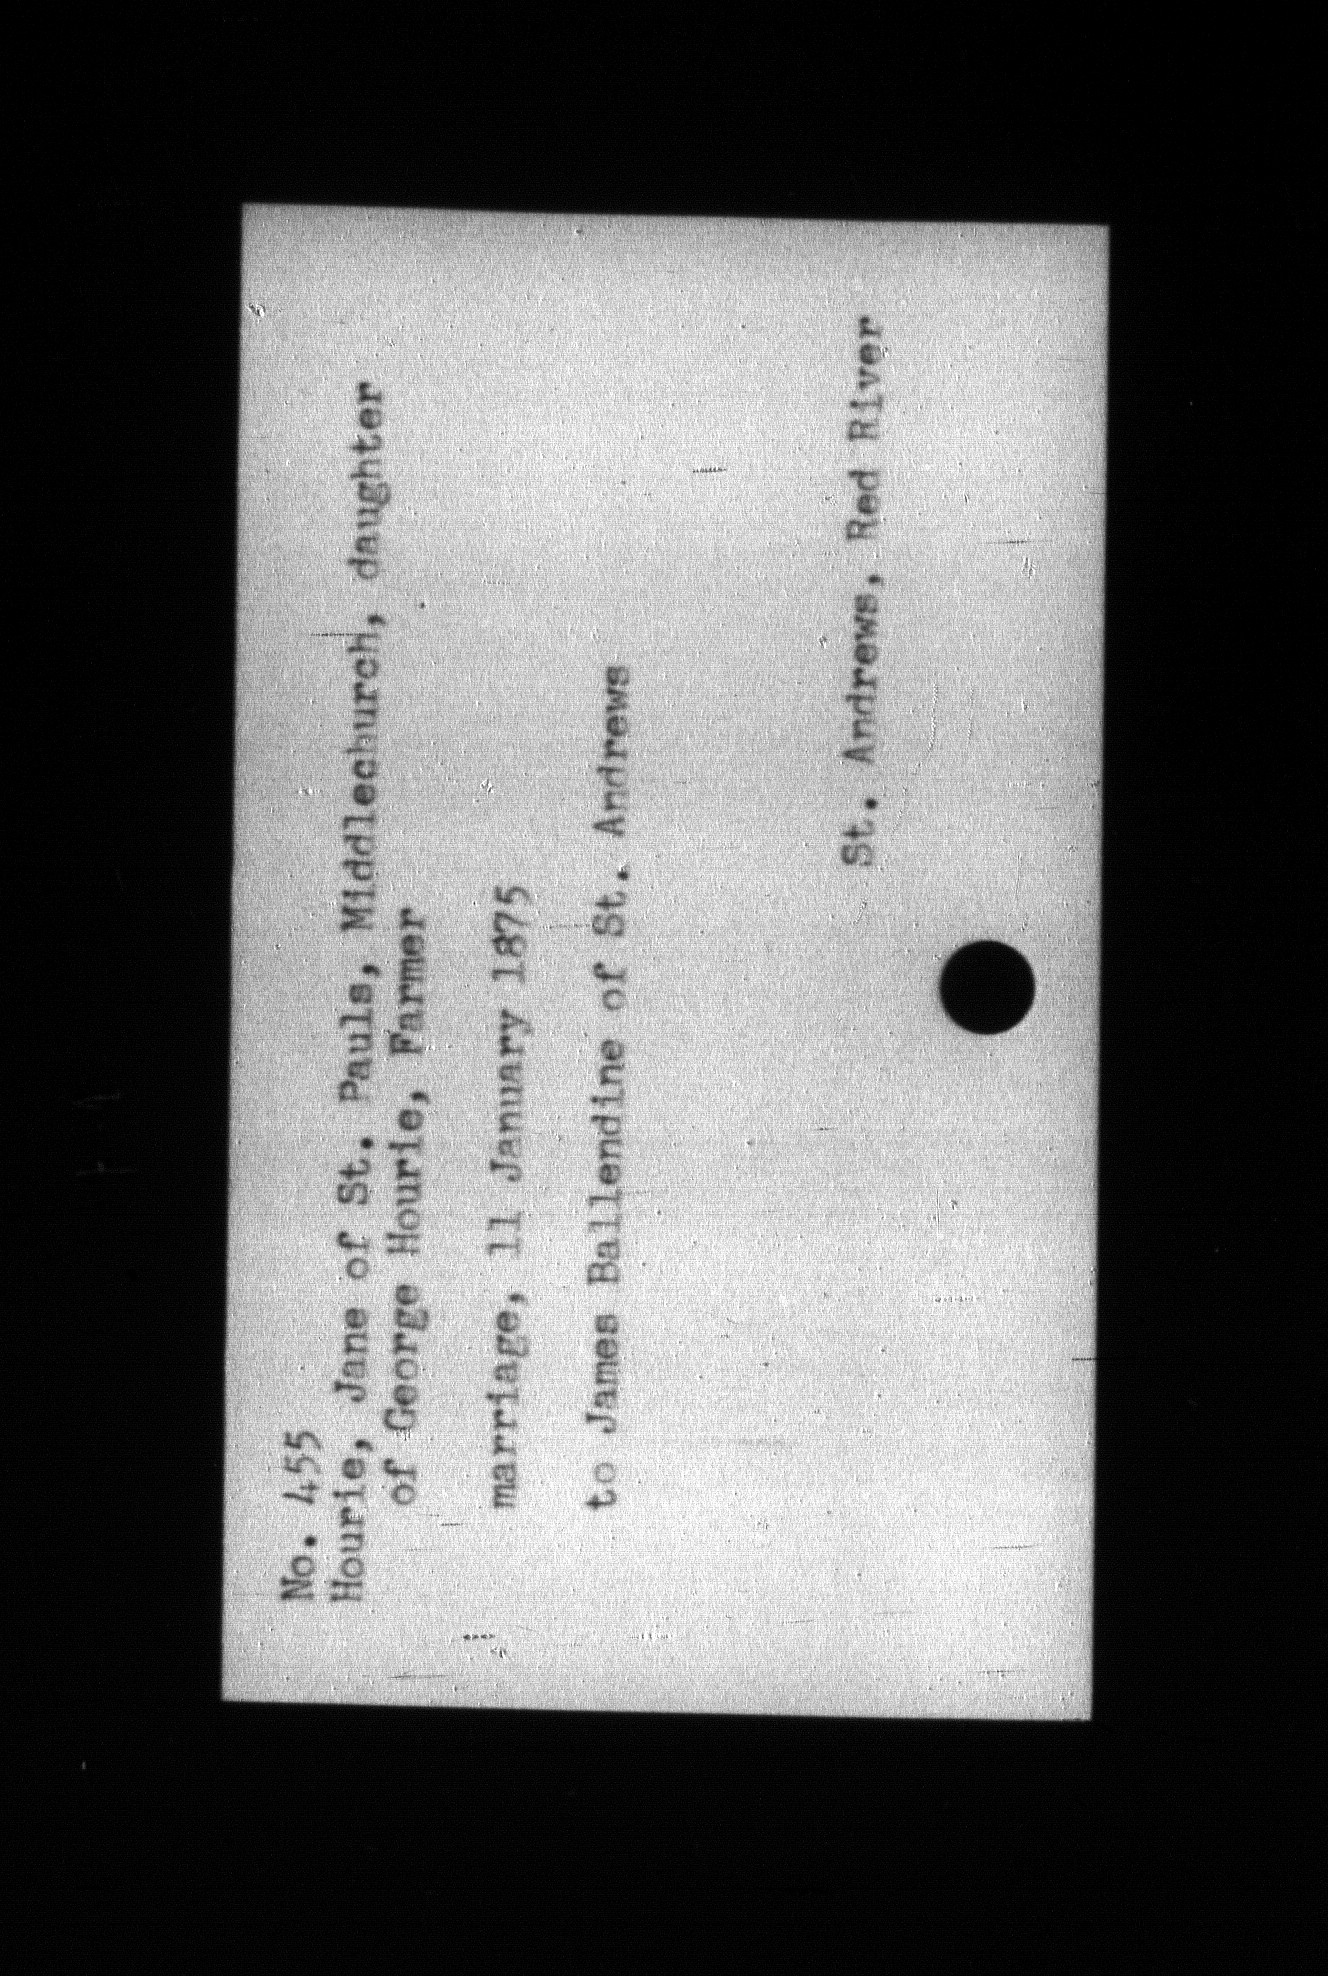 No. 455
Hourie, Jane of St. Pauls, Middlechurch, daughter
of George Hourie, Farmer
marriage, 11 January 1875
to James Ballendine of St. Andrews
St. Andrews, Red River